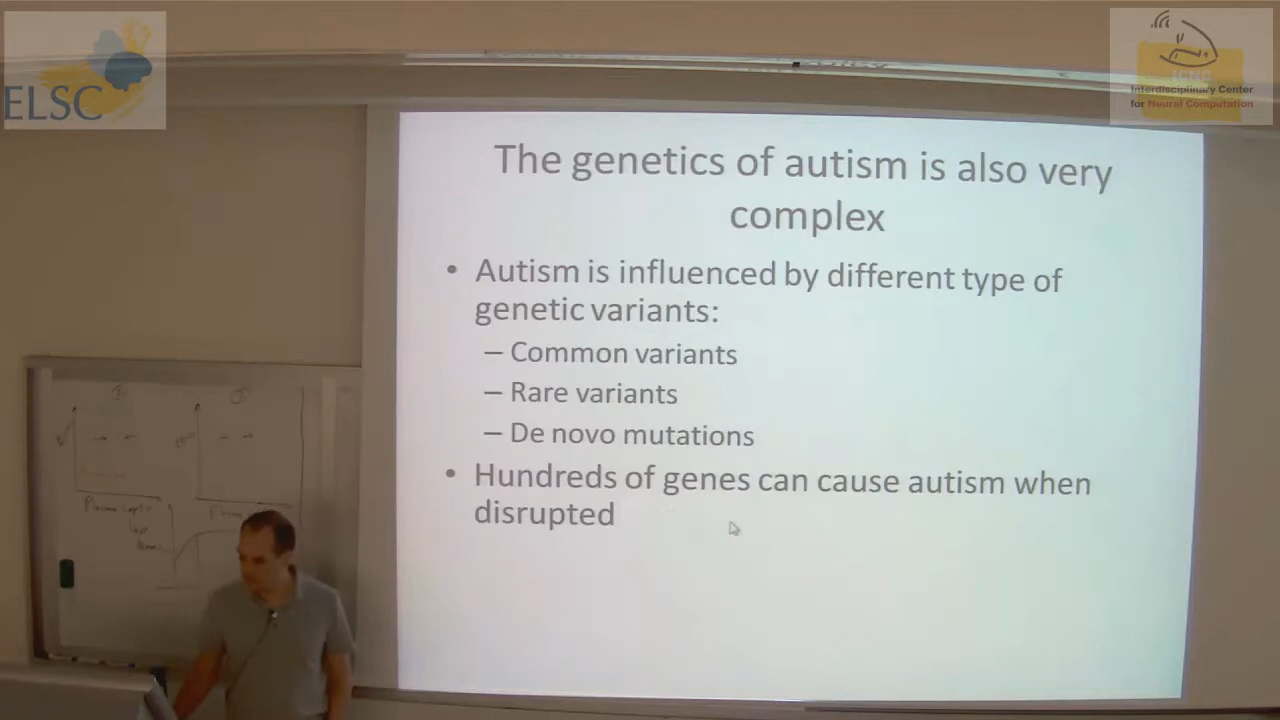 ELSC
ICNC
Interdisciplinary Center
for Neural Computation
The genetics of autism is also very
complex
• Autism is influenced by different type of
genetic variants:
– Common variants
– Rare variants
– De novo mutations
• Hundreds of genes can cause autism when
disrupted